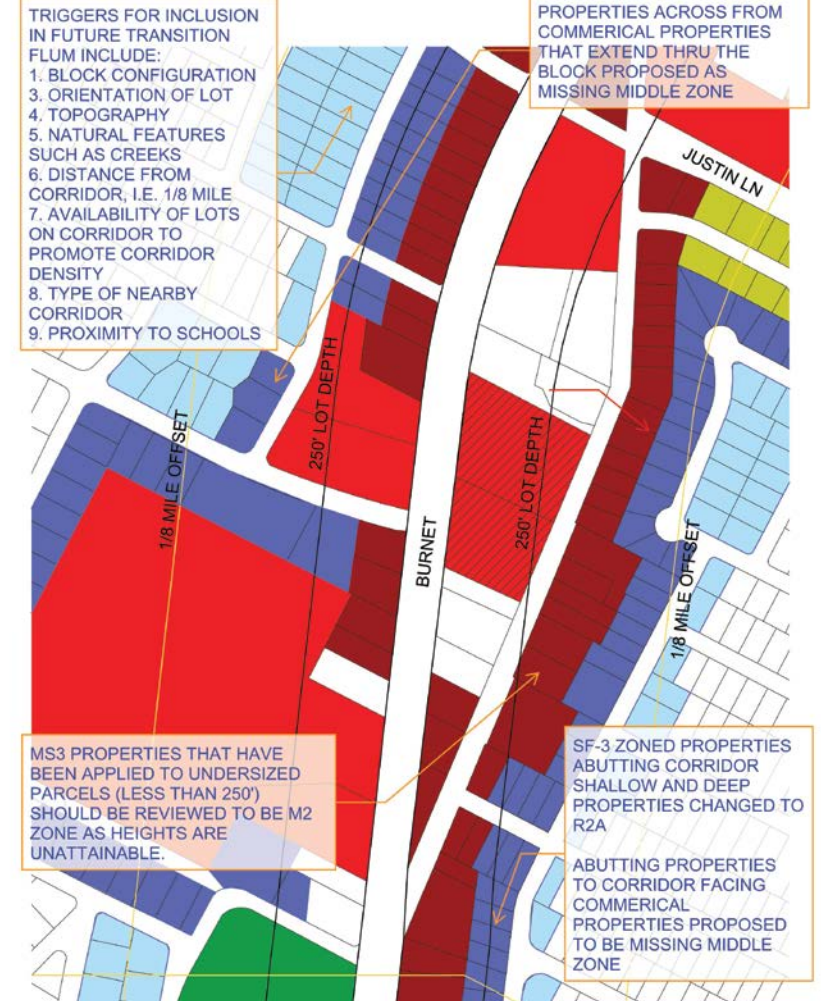 TRIGGERS FOR INCLUSION
IN FUTURE TRANSITION
FLUM INCLUDE:
1. BLOCK CONFIGURATION
3. ORIENTATION OF LOT
4. TOPOGRAPHY
5. NATURAL FEATURES
SUCH AS CREEKS
6. DISTANCE FROM
CORRIDOR, I.E. 1/8 MILE
7. AVAILABILITY OF LOTS
ON CORRIDOR TO
PROMOTE CORRIDOR
DENSITY
8. TYPE OF NEARBY
CORRIDOR
9. PROXIMITY TO SCHOOLS
PROPERTIES ACROSS FROM
COMMERICAL PROPERTIES
THAT EXTEND THRU THE
BLOCK PROPOSED AS
MISSING MIDDLE ZONE
JUSTIN LN
250' LOT DEPTH
250' LOT DEPTH
1/8 MILE OFFSET
BURNET
1/8 MILE OFFSET
MS3 PROPERTIES THAT HAVE
BEEN APPLIED TO UNDERSIZED
PARCELS (LESS THAN 250')
SHOULD BE REVIEWED TO BE M2
ZONE AS HEIGHTS ARE
UNATTAINABLE.
SF-3 ZONED PROPERTIES
ABUTTING CORRIDOR
SHALLOW AND DEEP
PROPERTIES CHANGED TO
R2A
ABUTTING PROPERTIES
TO CORRIDOR FACING
COMMERICAL
PROPERTIES PROPOSED
TO BE MISSING MIDDLE
ZONE